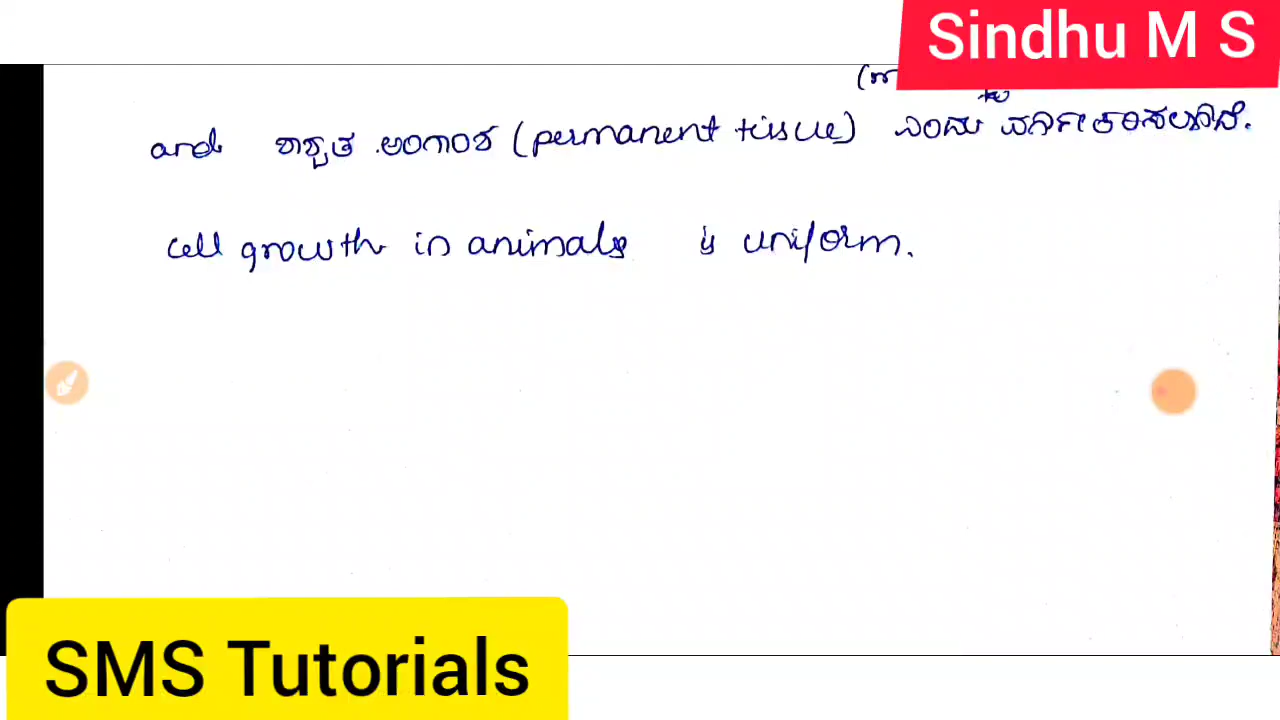 Sindhu M S
and ಶಾಶ್ವತ ಅಂಗಾಂಶ (permanent tissue) ಎಂದು ವರ್ಗೀಕರಿಸಲಾಗಿದೆ.
cell growth in animals is uniform.
SMS Tutorials